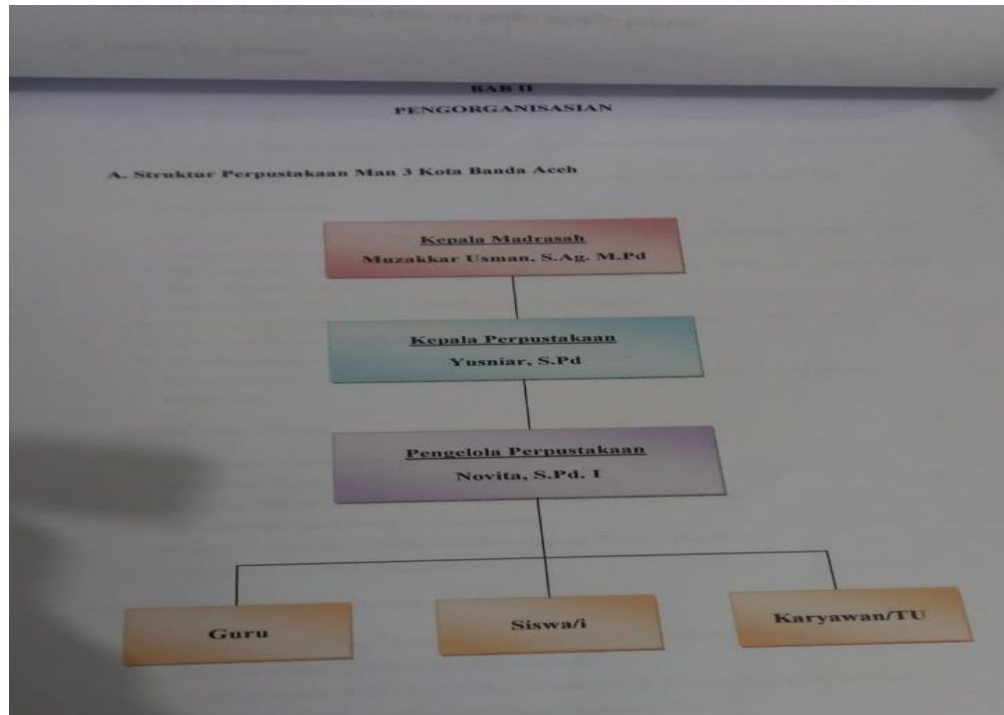 BAB II
PENGORGANISASIAN
A. Struktur Perpustakaan Man 3 Kota Banda Aceh
Kepala Madrasah
Muzakkar Usman, S.Ag. M.Pd
Kepala Perpustakaan
Yusniar, S.Pd
Pengelola Perpustakaan
Novita, S.Pd. I
Guru
Siswa/i
Karyawan/TU